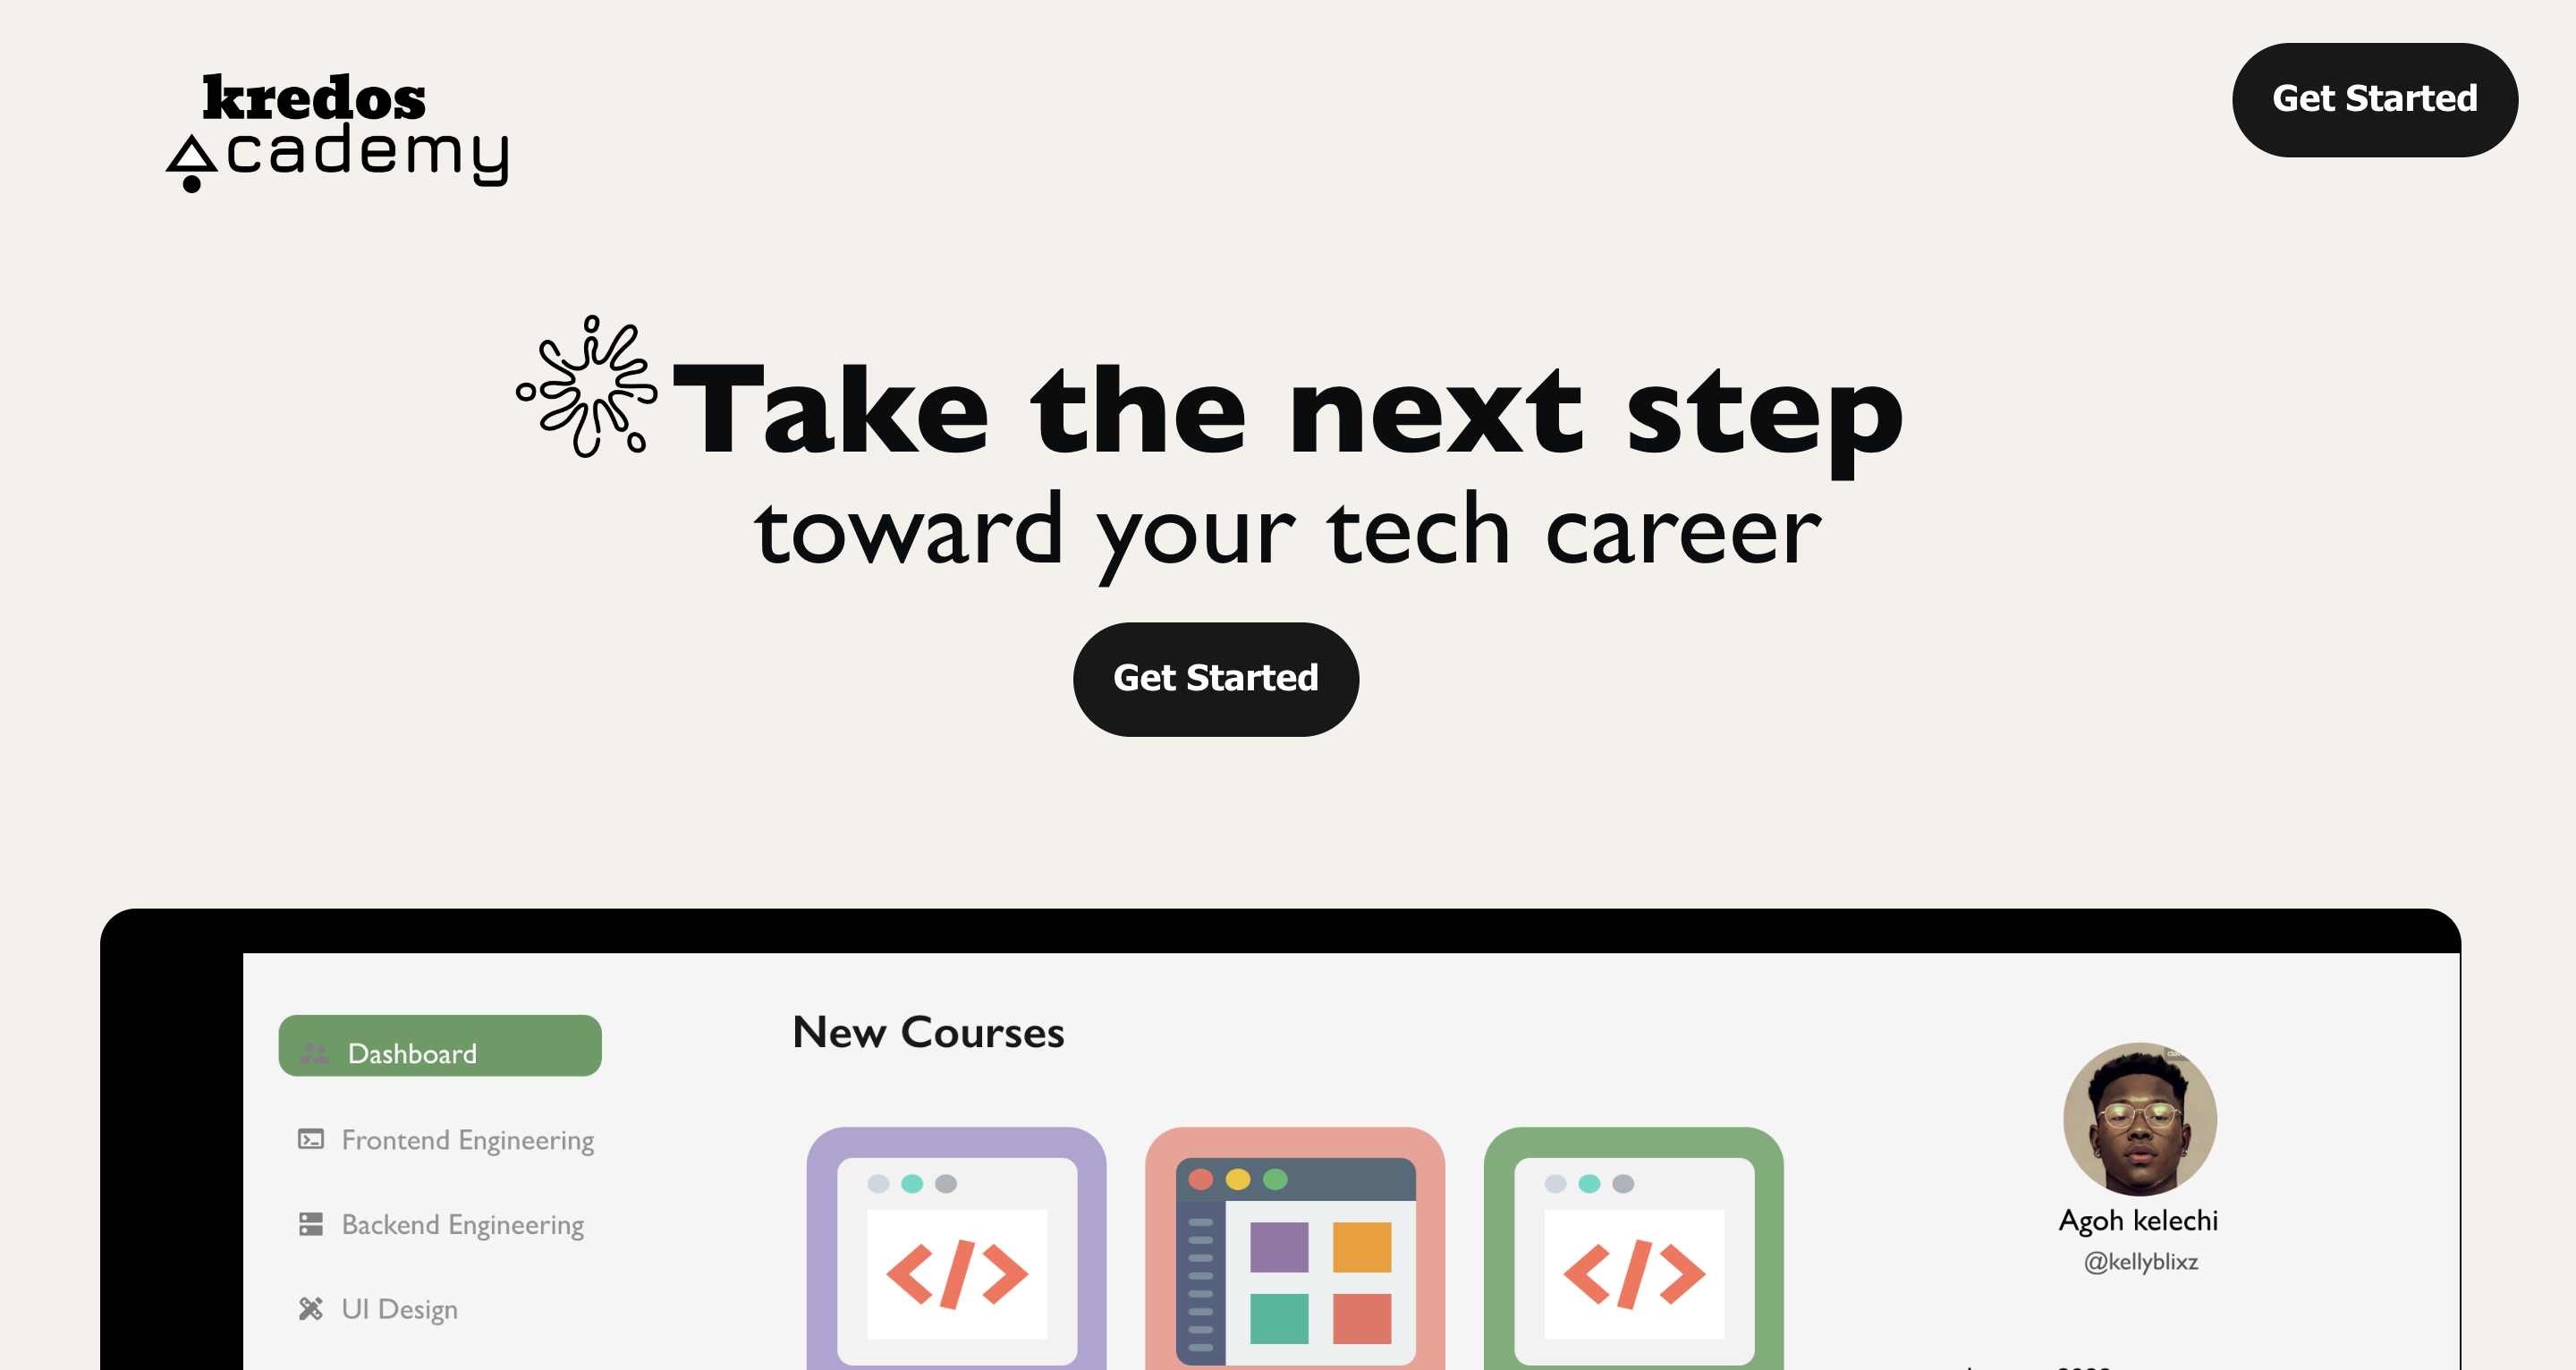 kredos
academy
Get Started
Take the next step
toward your tech career
Get Started
Dashboard
New Courses
Frontend Engineering
Backend Engineering
UI Design
</>
</>
Agoh kelechi
@kellyblixz